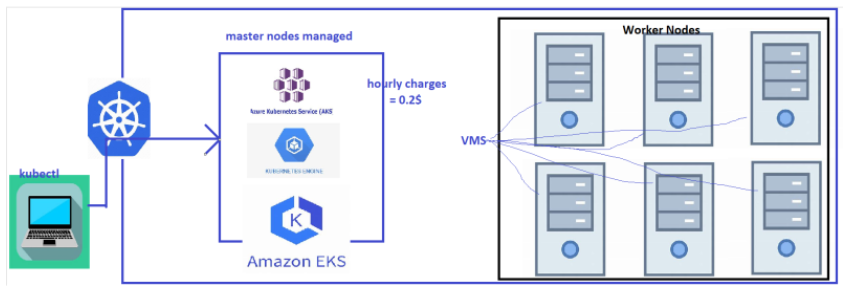 master nodes managed
Worker Nodes
hourly charges
= 0.2$
Azure Kubernetes Service (AKS
VMS
kubectl
KUBERNETES ENGINE
K
Amazon EKS